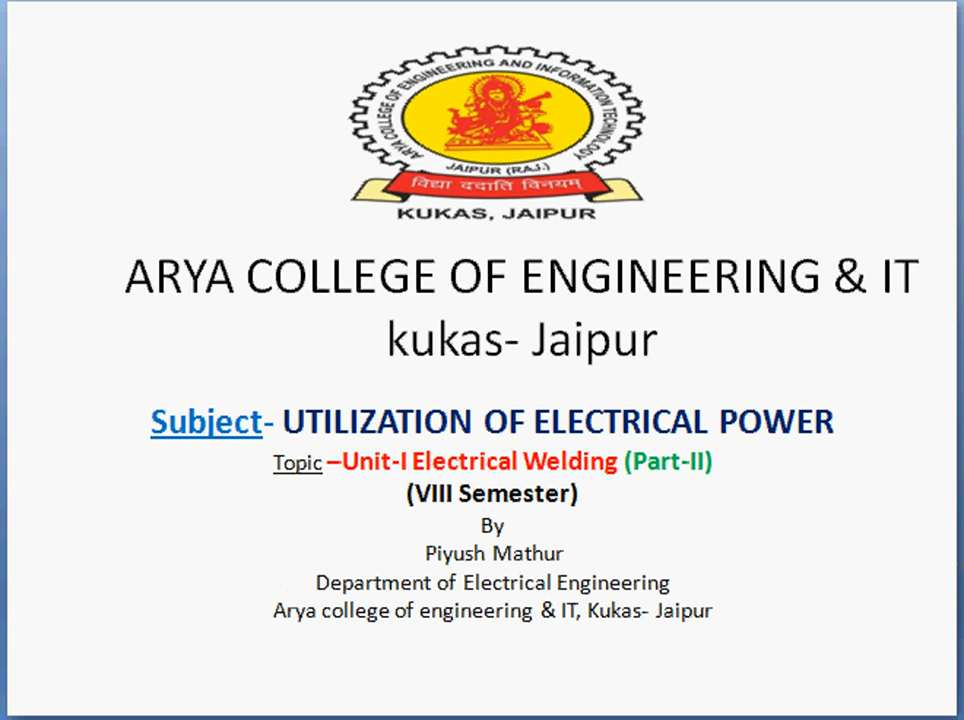 ARYA COLLEGE OF ENGINEERING AND INFORMATION TECHNOLOGY
JAIPUR (RAJ.)
विद्या ददाति विनयम्
KUKAS, JAIPUR
ARYA COLLEGE OF ENGINEERING & IT
kukas- Jaipur
Subject- UTILIZATION OF ELECTRICAL POWER
Topic –Unit-I Electrical Welding (Part-II)
(VIII Semester)
By
Piyush Mathur
Department of Electrical Engineering
Arya college of engineering & IT, Kukas- Jaipur